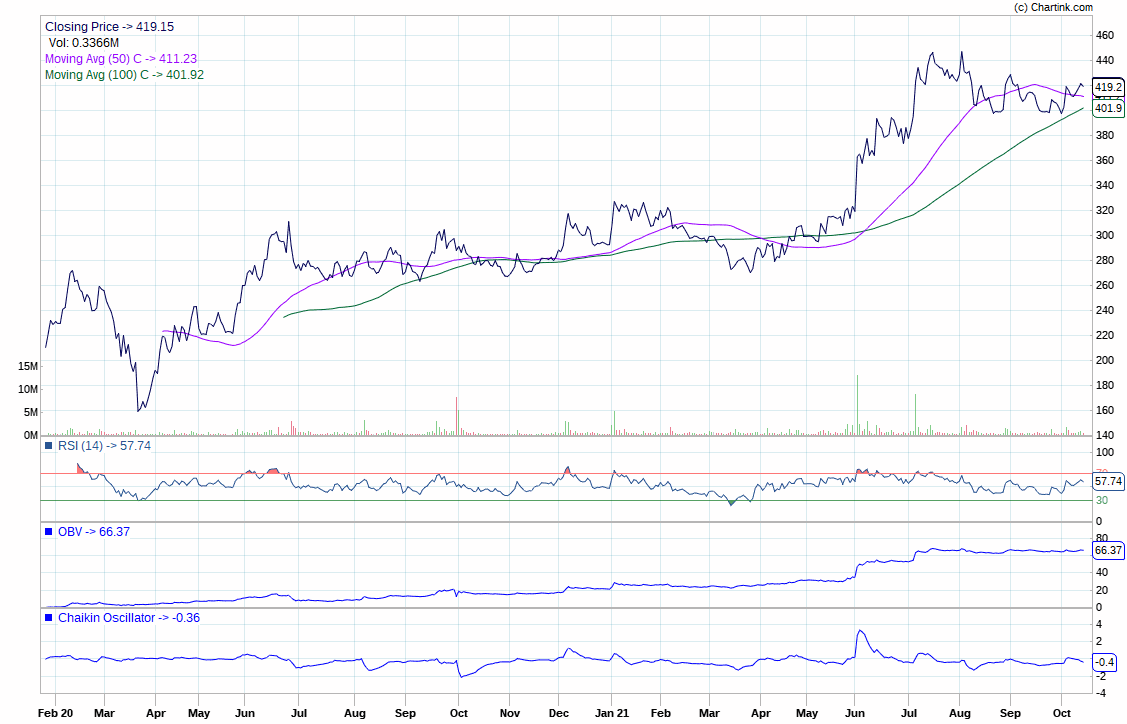 (c) Chartink.com
Closing Price -> 419.15
Vol: 0.3366M
Moving Avg (50) C -> 411.23
Moving Avg (100) C -> 401.92
460
440
419.2
401.9
380
360
340
320
300
280
260
240
220
200
180
160
140
15M
10M
5M
0M
RSI (14) -> 57.74
100
70
57.74
30
0
OBV -> 66.37
80
66.37
40
20
0
Chaikin Oscillator -> -0.36
4
2
-0.4
-2
-4
Feb 20 Mar Apr May Jun Jul Aug Sep Oct Nov Dec Jan 21 Feb Mar Apr May Jun Jul Aug Sep Oct